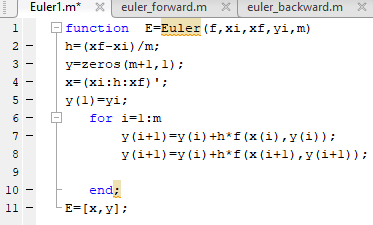 Euler1.m* × euler_forward.m × euler_backward.m
1 function E=Euler(f,xi,xf,yi,m)
2 – h=(xf-xi)/m;
3 – y=zeros(m+1,1);
4 – x=(xi:h:xf)';
5 – y(1)=yi;
6 – for i=1:m
7 – y(i+1)=y(i)+h*f(x(i),y(i));
8 – y(i+1)=y(i)+h*f(x(i+1),y(i+1));
9
10 – end;
11 – E=[x,y];